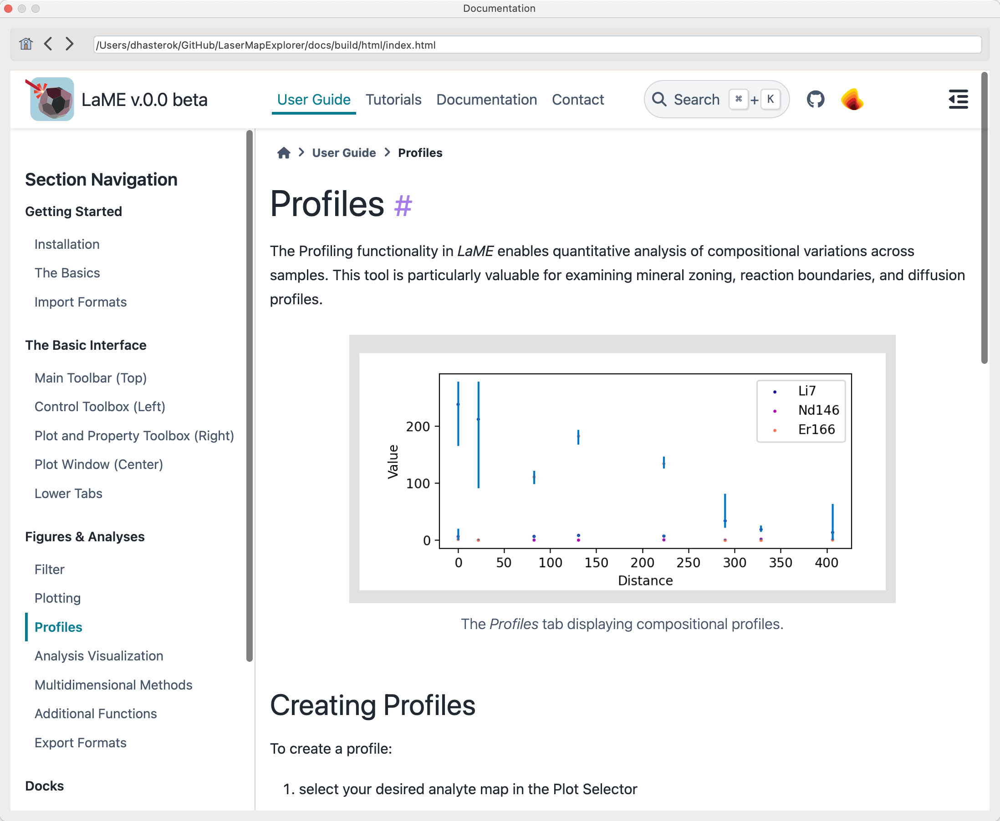 Documentation
/Users/dhasterok/GitHub/LaserMapExplorer/docs/build/html/index.html
LaME v.0.0 beta
User Guide Tutorials Documentation Contact
Search ⌘ + K
Section Navigation
Getting Started
Installation
The Basics
Import Formats
The Basic Interface
Main Toolbar (Top)
Control Toolbox (Left)
Plot and Property Toolbox (Right)
Plot Window (Center)
Lower Tabs
Figures & Analyses
Filter
Plotting
Profiles
Analysis Visualization
Multidimensional Methods
Additional Functions
Export Formats
Docks
User Guide > Profiles
Profiles #
The Profiling functionality in LaME enables quantitative analysis of compositional variations across
samples. This tool is particularly valuable for examining mineral zoning, reaction boundaries, and diffusion
profiles.
Li7
Nd146
Er166
Value
200
100
0
0 50 100 150 200 250 300 350 400
Distance
The Profiles tab displaying compositional profiles.
Creating Profiles
To create a profile:
1. select your desired analyte map in the Plot Selector